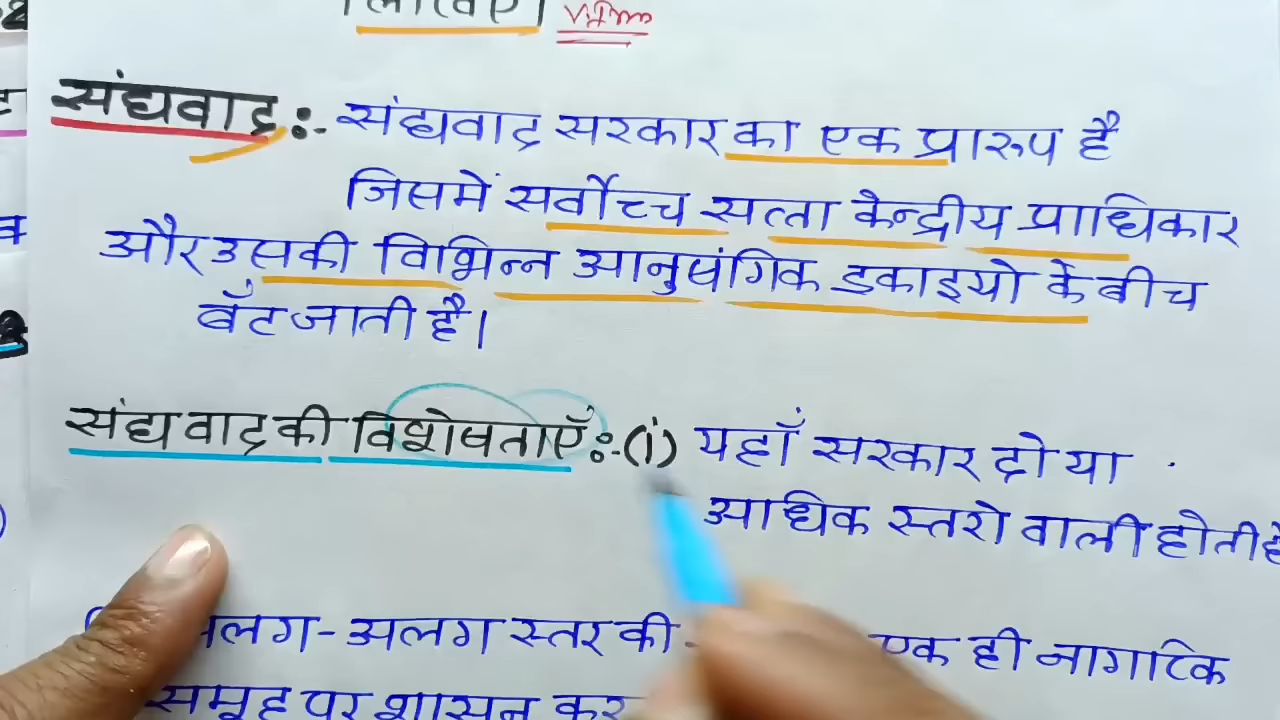 लिखिए।
संघवाद :- संघवाद सरकार का एक प्रारूप है
जिसमें सर्वोच्च सत्ता केन्द्रीय प्राधिकार
और उसकी विभिन्न आनुषंगिक इकाइयो के बीच
बँट जाती है।
संघवाद की विशेषताएँ :- (i) यहाँ सरकार दो या
अधिक स्तरो वाली होती है
अलग-अलग स्तर की एक ही नागरिक
समूह पर शासन कर